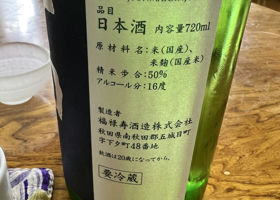 品目
日本酒 内容量720ml
原材料名:米(国産)、
米麹(国産米)
精米歩合:50%
アルコール分:16度
製造者
福禄寿酒造株式会社
秋田県南秋田郡五城目町
字下夕町48番地
飲酒は20歳になってから。
要冷蔵